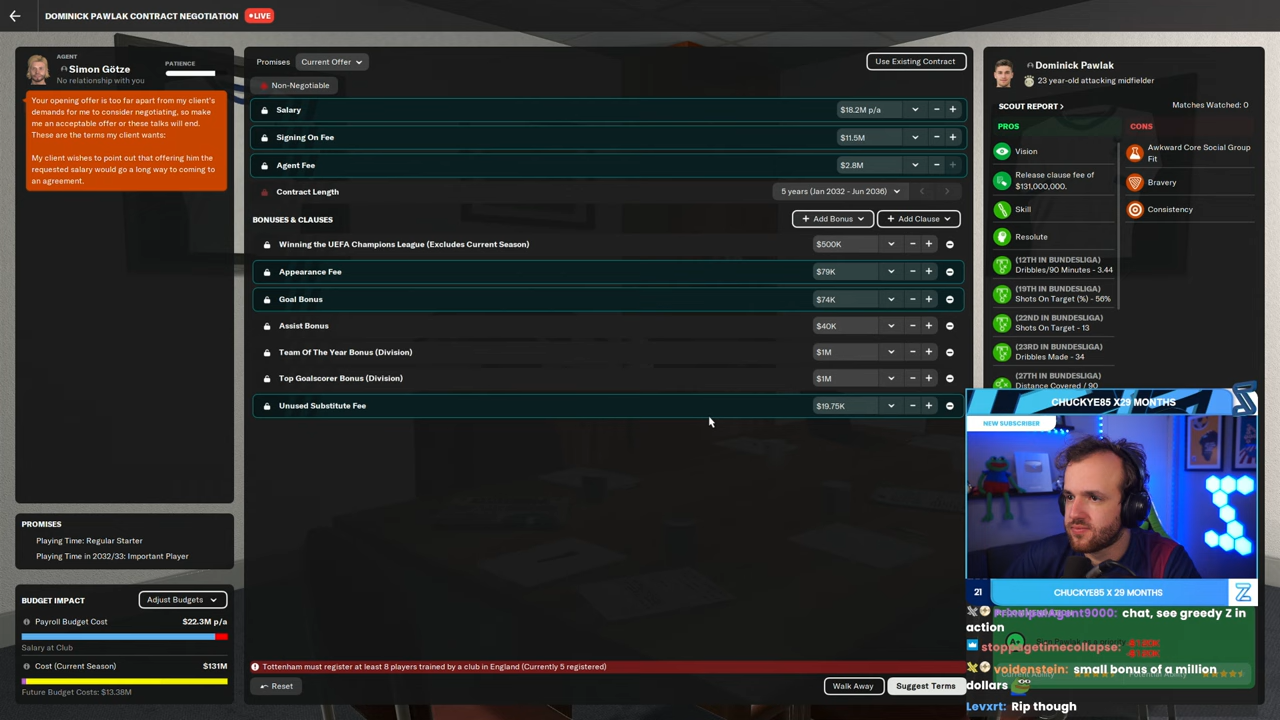 DOMINICK PAWLAK CONTRACT NEGOTIATION
LIVE
AGENT
Simon Götze
No relationship with you
PATIENCE
Your opening offer is too far apart from my client's
demands for me to consider negotiating, so make
me an acceptable offer or these talks will end.
These are the terms my client wants:
My client wishes to point out that offering him the
requested salary would go a long way to coming to
an agreement.
PROMISES
Playing Time: Regular Starter
Playing Time in 2032/33: Important Player
BUDGET IMPACT
Adjust Budgets
Payroll Budget Cost
$22.3M p/a
Salary at Club
Cost (Current Season)
$131M
Future Budget Costs: $13.38M
Promises
Current Offer
Use Existing Contract
Non-Negotiable
Salary
$18.2M p/a
Signing On Fee
$11.5M
Agent Fee
$2.8M
Contract Length
5 years (Jan 2032 - Jun 2036)
BONUSES & CLAUSES
Add Bonus
Add Clause
Winning the UEFA Champions League (Excludes Current Season)
$500K
Appearance Fee
$79K
Goal Bonus
$74K
Assist Bonus
$40K
Team Of The Year Bonus (Division)
$1M
Top Goalscorer Bonus (Division)
$1M
Unused Substitute Fee
$19.75K
Tottenham must register at least 8 players trained by a club in England (Currently 5 registered)
Reset
Walk Away
Suggest Terms
Dominick Pawlak
23 year-old attacking midfielder
SCOUT REPORT
Matches Watched: 0
PROS
Vision
Release clause fee of
$131,000,000.
Skill
Resolute
(12TH IN BUNDESLIGA)
Dribbles/90 Minutes - 3.44
(19TH IN BUNDESLIGA)
Shots On Target (%) - 56%
(22ND IN BUNDESLIGA)
Shots On Target - 13
(23RD IN BUNDESLIGA)
Dribbles Made - 34
(27TH IN BUNDESLIGA)
Distance Covered / 90
CONS
Awkward Core Social Group
Fit
Bravery
Consistency
CHUCKYE85 X29 MONTHS
NEW SUBSCRIBER
21
CHUCKYE85 X 29 MONTHS
Z
chat, see greedy Z in
action
stoppagetimecollapse:
voidenstein: small bonus of a million
dollars
Levxrt: Rip though